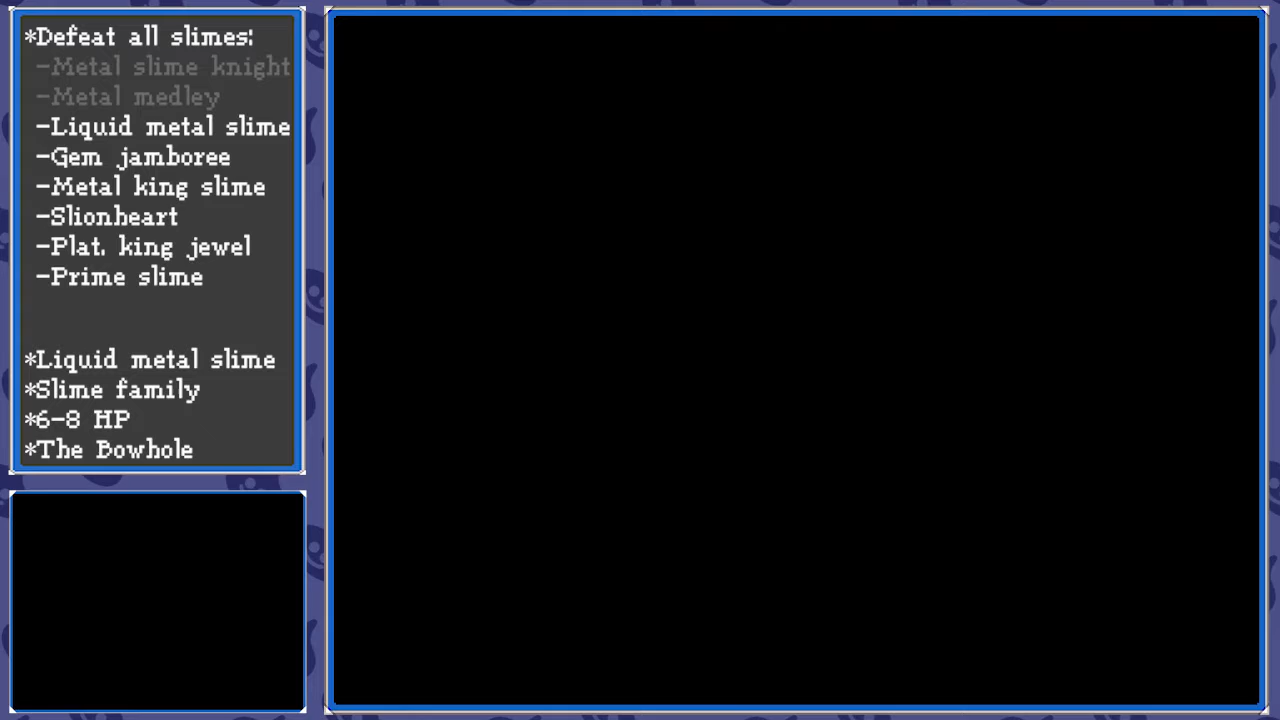 *Defeat all slimes:
-Metal slime knight
-Metal medley
-Liquid metal slime
-Gem jamboree
-Metal king slime
-Slionheart
-Plat. king jewel
-Prime slime
*Liquid metal slime
*Slime family
*6-8 HP
*The Bowhole